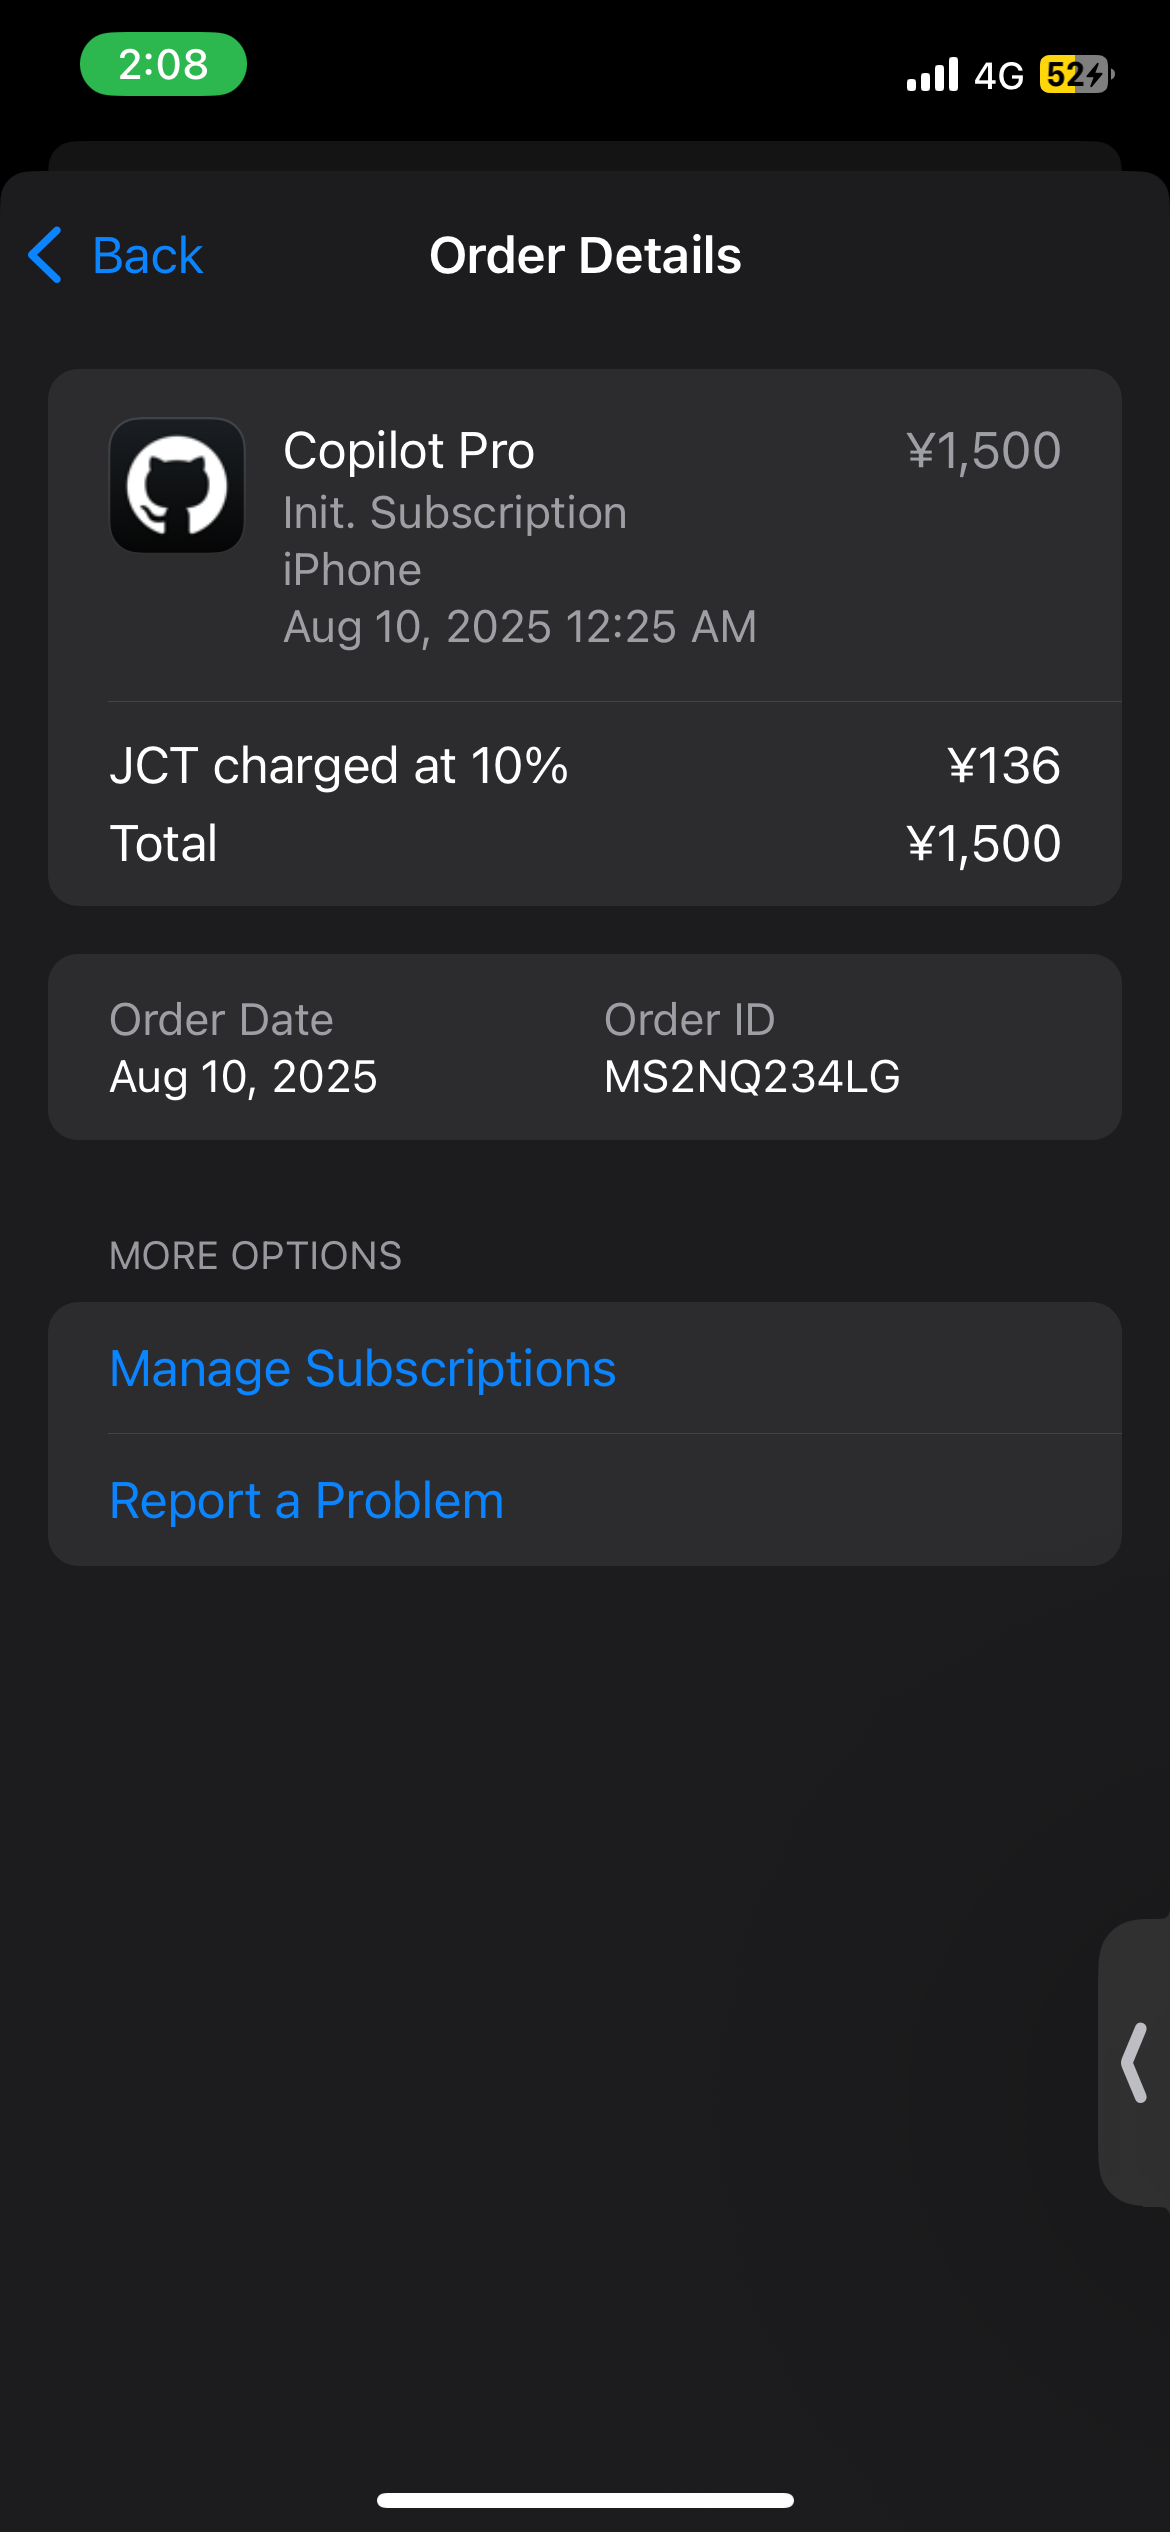 2:08
4G 52
Back
Order Details
Copilot Pro
¥1,500
Init. Subscription
iPhone
Aug 10, 2025 12:25 AM
JCT charged at 10%
¥136
Total
¥1,500
Order Date
Order ID
Aug 10, 2025
MS2NQ234LG
MORE OPTIONS
Manage Subscriptions
Report a Problem